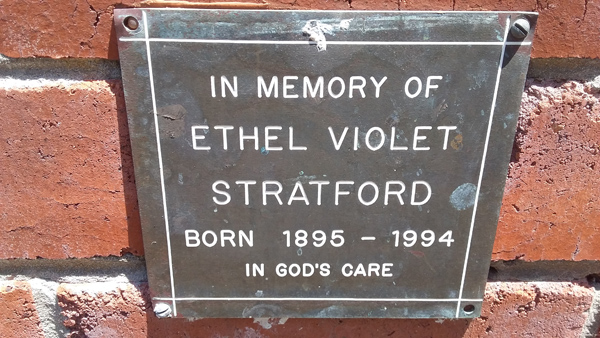 IN MEMORY OF
ETHEL VIOLET
STRATFORD
BORN 1895 – 1994
IN GOD'S CARE